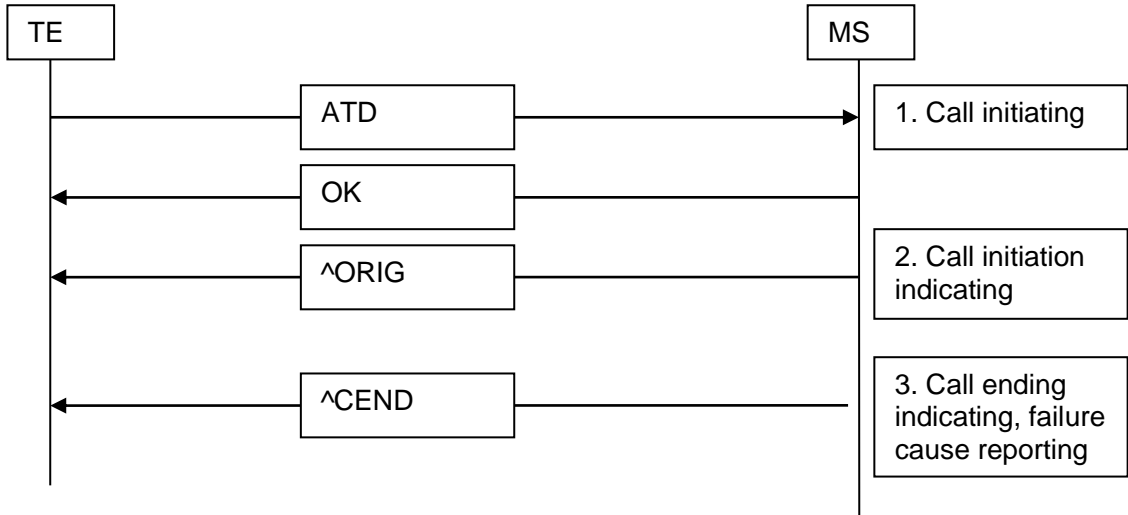 TE
MS
ATD
1. Call initiating
OK
^ORIG
2. Call initiation
indicating
^CEND
3. Call ending
indicating, failure
cause reporting